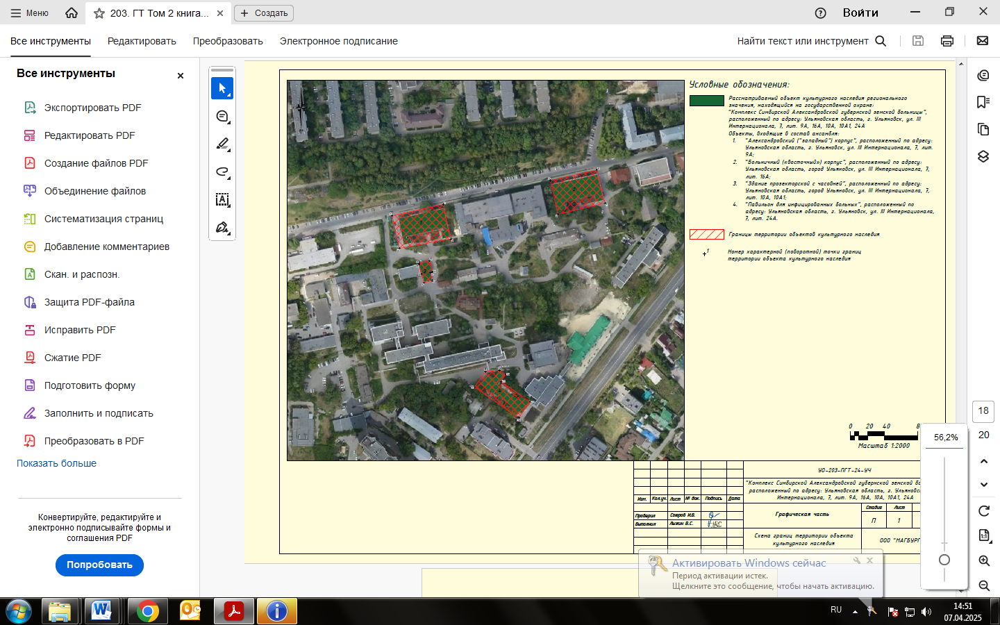 Меню
203. ГТ Том 2 книга...
Создать
Войти
Все инструменты
Редактировать
Преобразовать
Электронное подписание
Найти текст или инструмент
Все инструменты
Экспортировать PDF
Редактировать PDF
Создание файлов PDF
Объединение файлов
Систематизация страниц
Добавление комментариев
Скан. и распозн.
Защита PDF-файла
Исправить PDF
Сжатие PDF
Подготовить форму
Заполнить и подписать
Преобразовать в PDF
Показать больше
Конвертируйте, редактируйте и
электронно подписывайте формы и
соглашения PDF
Попробовать
Условные обозначения:
Рассматриваемый объект культурного наследия регионального
значения, находящийся на государственной охране:
"Комплекс Симбирской Александровской губернской земской больницы",
расположенный по адресу: Ульяновская область, г. Ульяновск, ул. III
Интернационала, 7, лит. 9А, 16А, 10А, 10А1, 24А
Объекты, входящие в состав ансамбля:
1. "Александровский ("западный") корпус", расположенный по адресу:
Ульяновская область, г. Ульяновск, ул. III Интернационала, 7, лит.
9А;
2. "Больничный («восточный») корпус", расположенный по адресу:
Ульяновская область, город Ульяновск, ул. III Интернационала, 7,
лит. 16А;
3. "Здание прозекторской с часовней", расположенный по адресу:
Ульяновская область, город Ульяновск, ул. III Интернационала, 7,
лит. 10А, 10А1;
4. "Павильон для инфицированных больных", расположенный по
адресу: Ульяновская область, г. Ульяновск, ул. III Интернационала,
7, лит. 24А.
Границы территории объектов культурного наследия
1
Номер характерной (поворотной) точки границ
территории объекта культурного наследия
0 20 40 8
Масштаб 1:2000
УО-203-ПГТ-24-УЧ
"Комплекс Симбирской Александровской губернской земской бо
расположенный по адресу: Ульяновская область, г. Ульяновск
Интернационала, 7, лит. 9А, 16А, 10А, 10А1, 24А
Изм. Кол.уч. Лист № док. Подпись Дата
Проверил Сокров И.В.
Выполнил Лыжин В.С.
Графическая часть
Стадия Лист
П 1
Схема границ территории объекта
культурного наследия
ООО "МАГБУРГ
18
20
56,2%
1:1
Активировать Windows сейчас
Период активации истек.
Щелкните это сообщение, чтобы начать активацию.
RU
14:51
07.04.2025